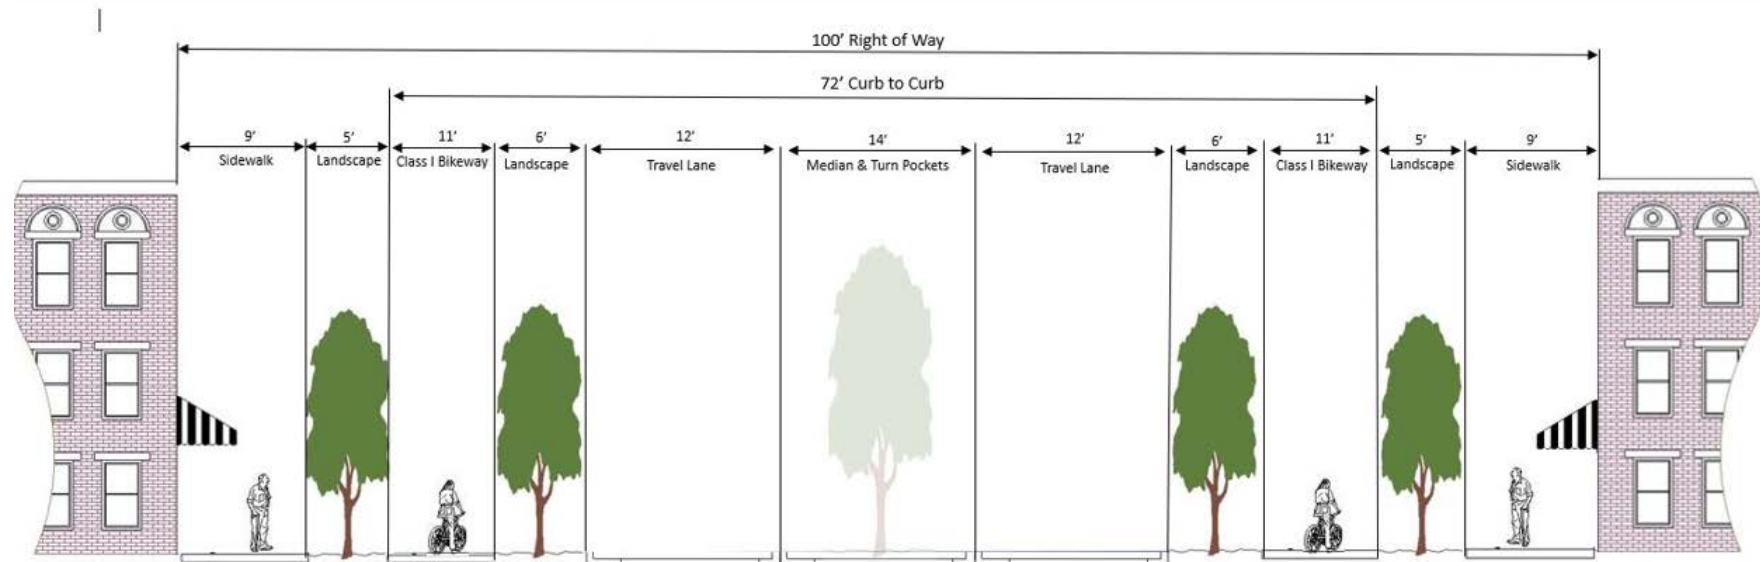 100’ Right of Way
72’ Curb to Curb
9’ 5’ 11’ 6’ 12’ 14’ 12’ 6’ 11’ 5’ 9’
Sidewalk Landscape Class I Bikeway Landscape Travel Lane Median & Turn Pockets Travel Lane Landscape Class I Bikeway Landscape Sidewalk